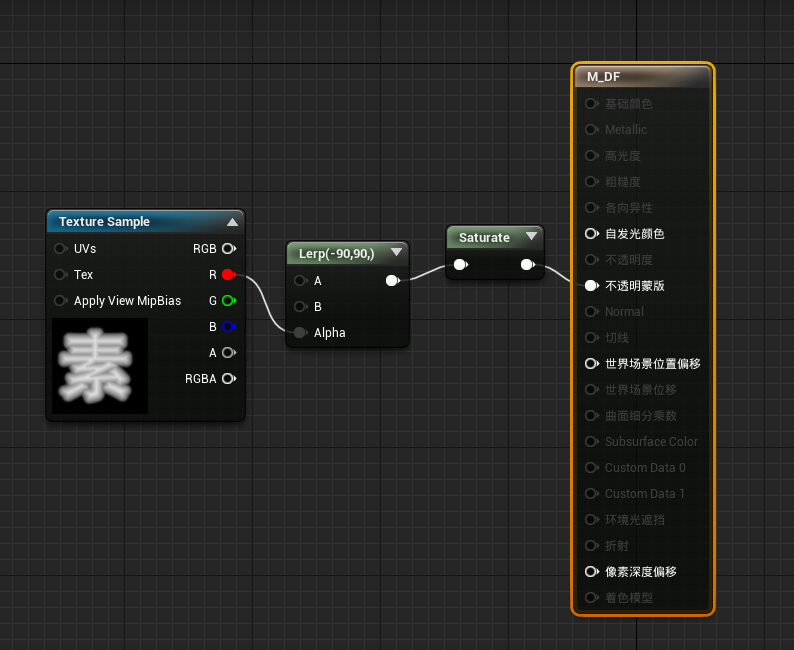 Texture Sample
UVs
RGB
Tex
R
Apply View MipBias
G
B
A
RGBA
素
Lerp(-90,90,)
A
B
Alpha
Saturate
M_DF
基础颜色
Metallic
高光度
粗糙度
各向异性
自发光颜色
不透明度
不透明蒙版
Normal
切线
世界场景位置偏移
世界场景位移
曲面细分乘数
Subsurface Color
Custom Data 0
Custom Data 1
环境光遮挡
折射
像素深度偏移
着色模型